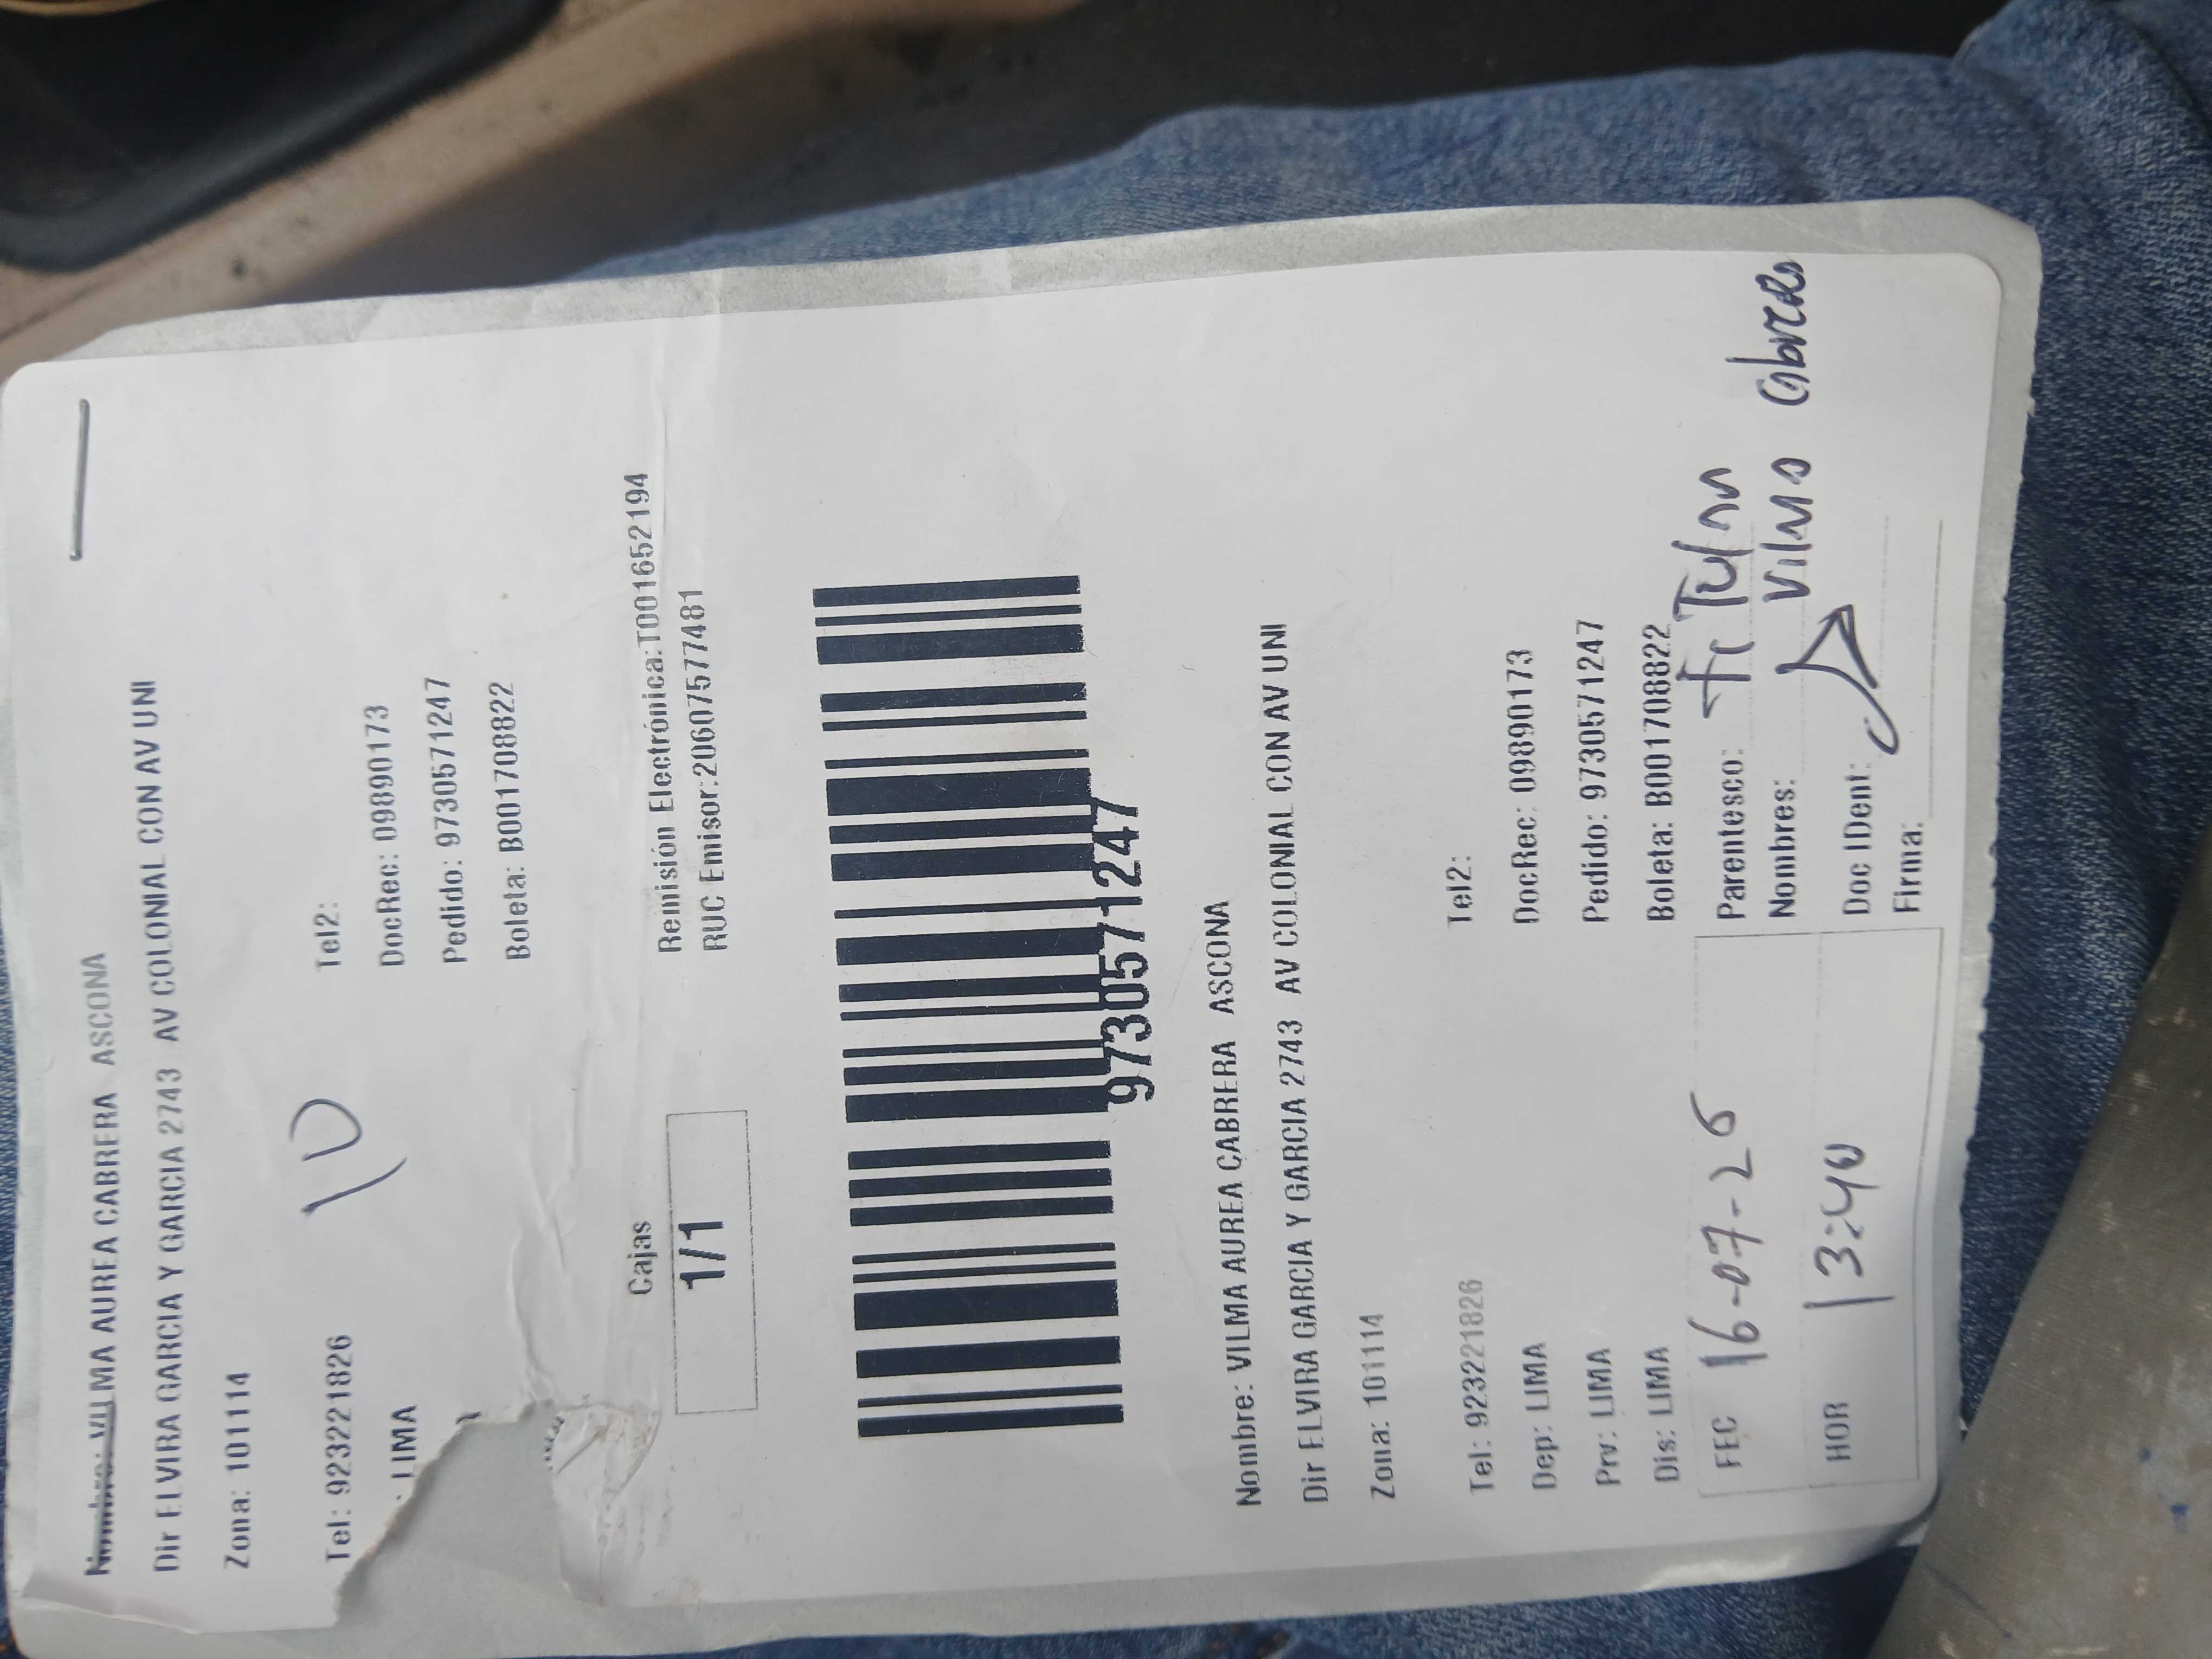 Nombre: VILMA AUREA CABRERA ASCONA
Dir ELVIRA GARCIA Y GARCIA 2743 AV COLONIAL CON AV UNI
Zona: 101114
Tel: 923221826 Tel2:
LIMA DocRec: 09890173
Pedido: 9730571247
Boleta: B001708822
10
Cajas
1/1
Remisión Electrónica:T001652194
RUC Emisor:20607577481
9730571247
Nombre: VILMA AUREA CABRERA ASCONA
Dir ELVIRA GARCIA Y GARCIA 2743 AV COLONIAL CON AV UNI
Zona: 101114
Tel: 923221826 Tel2:
Dep: LIMA DocRec: 09890173
Prv: LIMA Pedido: 9730571247
Dis: LIMA Boleta: B001708822
FEC 16-07-26
HOR 13:40
Parentesco:
Nombres: Vilma Cabrera
Doc IDent:
Firma: